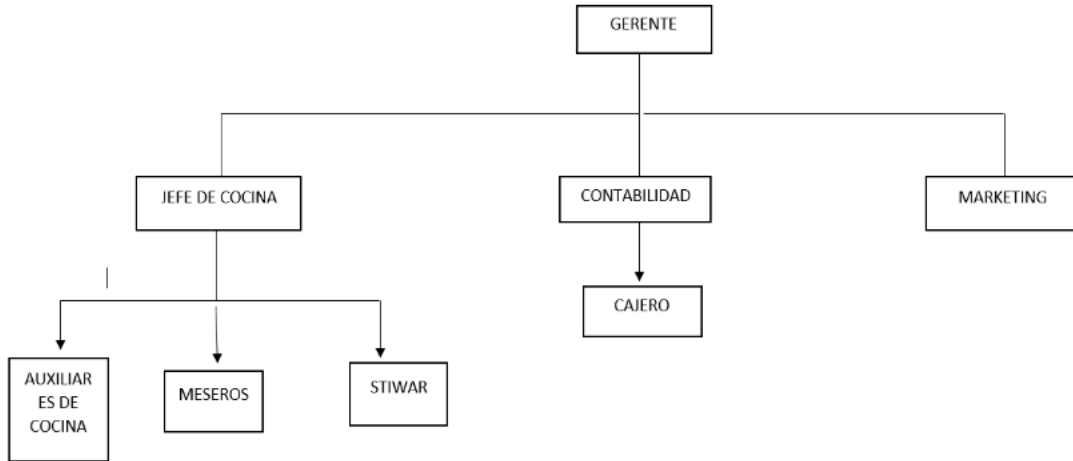 GERENTE
JEFE DE COCINA
CONTABILIDAD
MARKETING
CAJERO
AUXILIAR
ES DE
COCINA
MESEROS
STIWAR